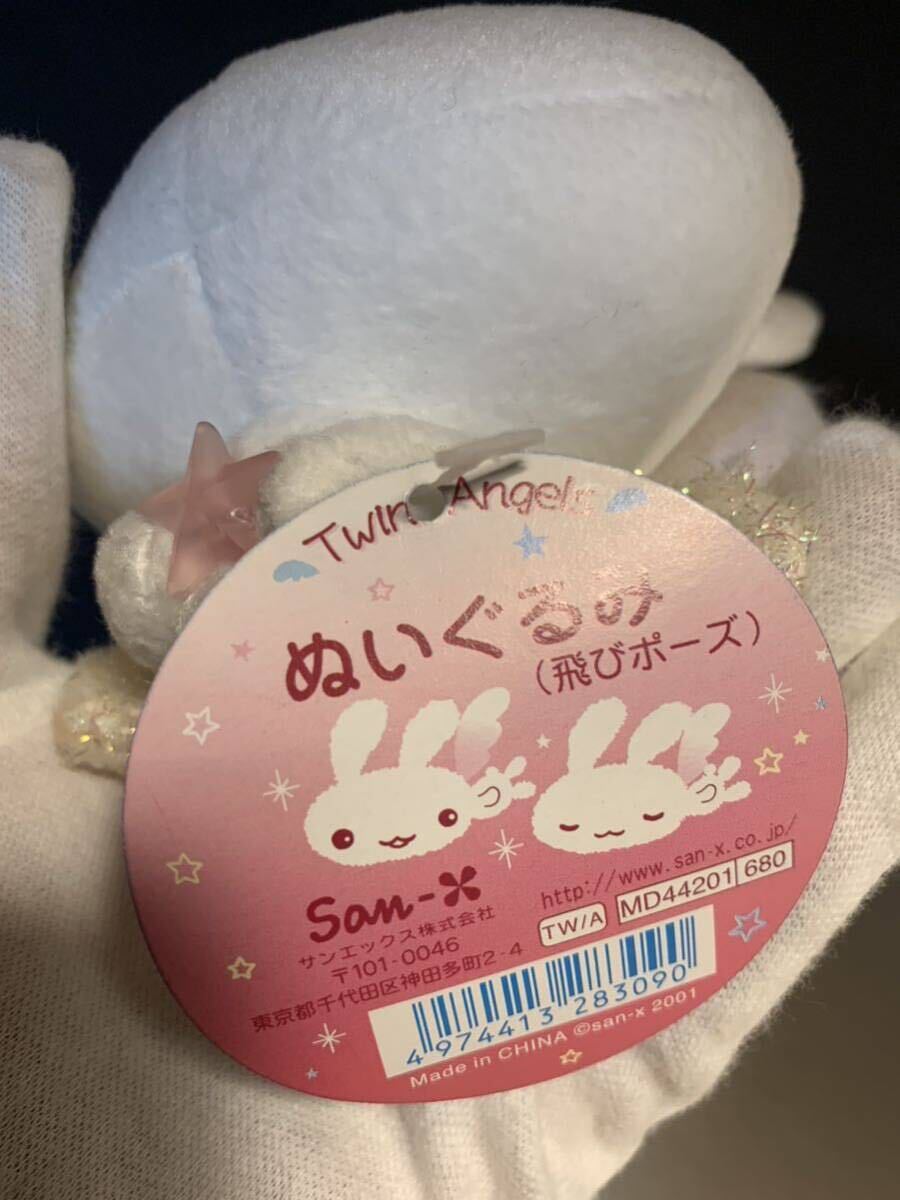 Twin Angels
ぬいぐるみ
(飛びポーズ)
San-X
サンエックス株式会社
〒101-0046
東京都千代田区神田多町2-4
http://www.san-x.co.jp/
TW/A MD44201 680
4974413 283090
Made in CHINA ©san-x 2001